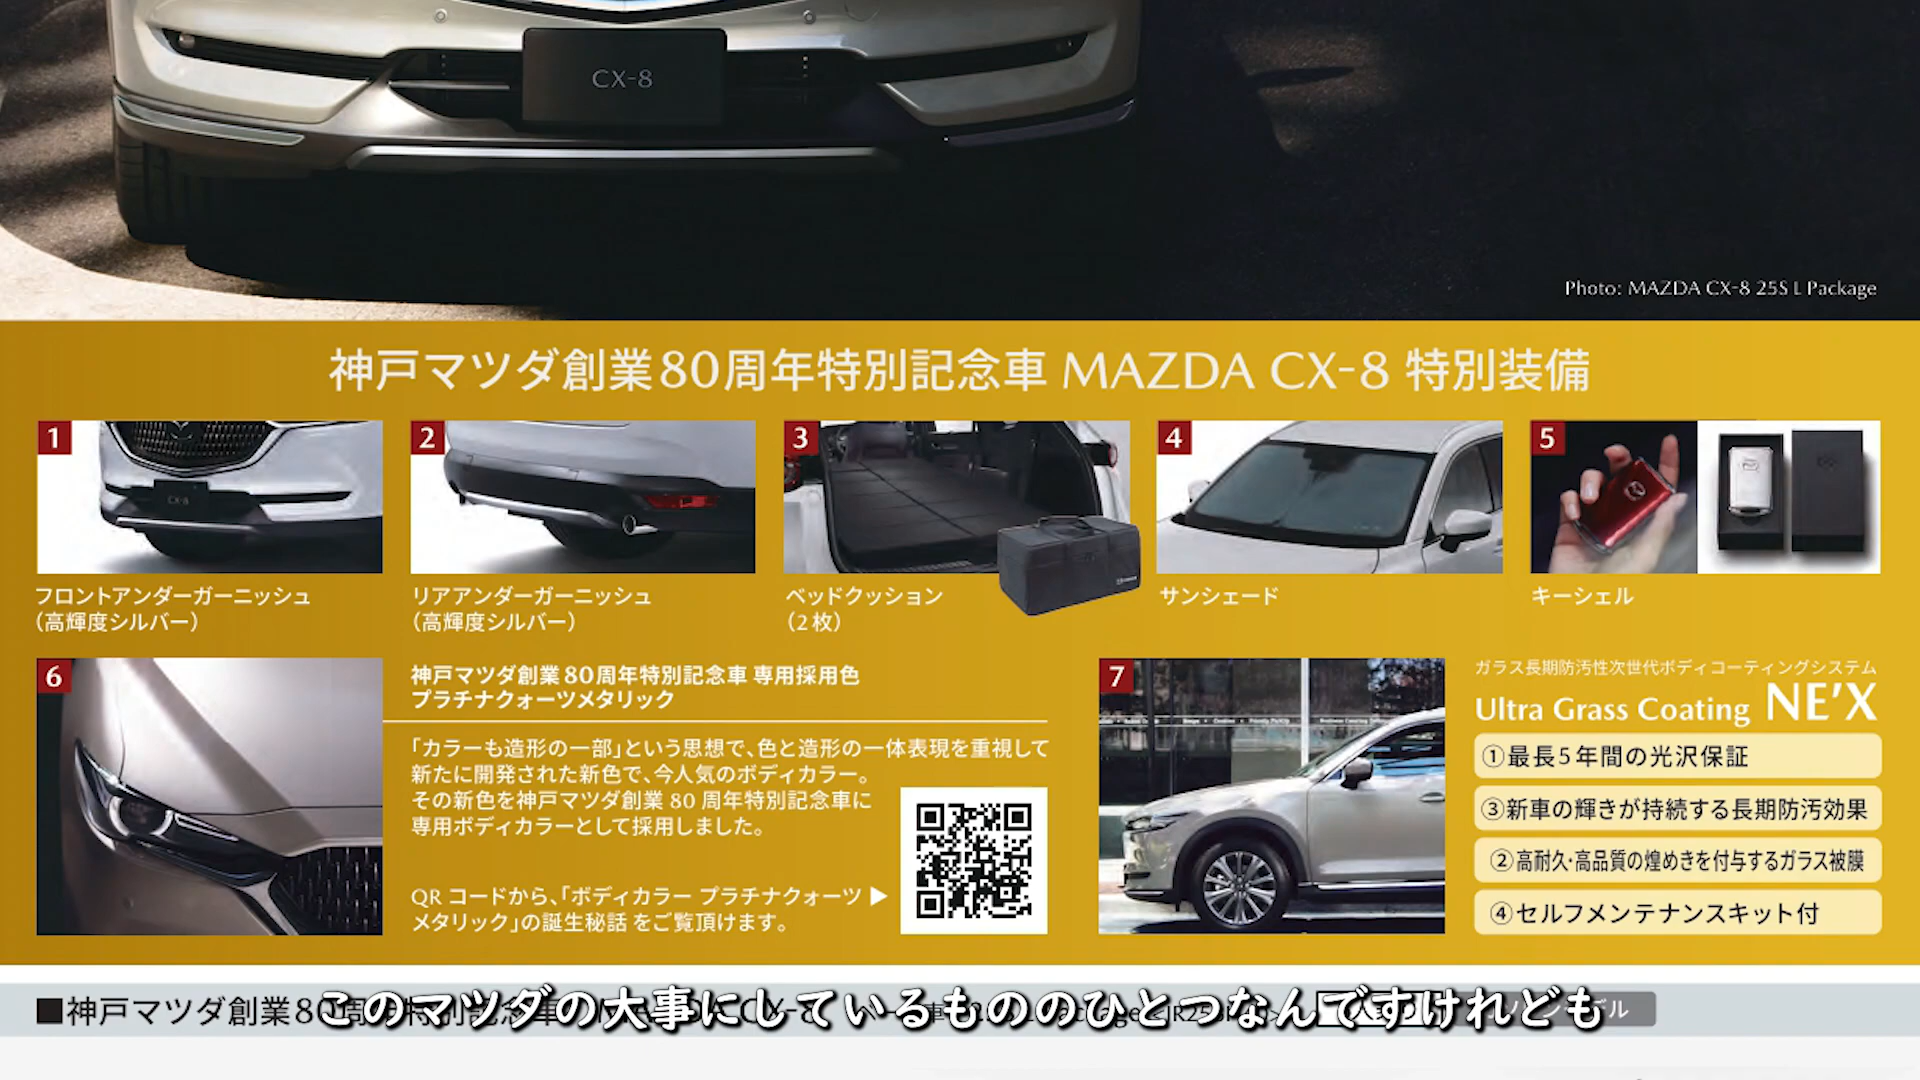 CX-8
Photo: MAZDA CX-8 25S L Package
神戸マツダ創業80周年特別記念車 MAZDA CX-8 特別装備
1
2
3
4
5
CX-8
フロントアンダーガーニッシュ
（高輝度シルバー）
リアアンダーガーニッシュ
（高輝度シルバー）
ベッドクッション
（2枚）
サンシェード
キーシェル
6
神戸マツダ創業80周年特別記念車 専用採用色
プラチナクォーツメタリック
「カラーも造形の一部」という思想で、色と造形の一体表現を重視して
新たに開発された新色で、今人気のボディカラー。
その新色を神戸マツダ創業 80 周年特別記念車に
専用ボディカラーとして採用しました。
QR コードから、「ボディカラー プラチナクォーツ ▶
メタリック」の誕生秘話 をご覧頂けます。
7
ガラス長期防汚性次世代ボディコーティングシステム
Ultra Grass Coating NE'X
①最長5年間の光沢保証
③新車の輝きが持続する長期防汚効果
②高耐久・高品質の煌めきを付与するガラス被膜
④セルフメンテナンスキット付
■神戸マツダ創業80周年特別記念車
このマツダの大事にしているもののひとつなんですけれども